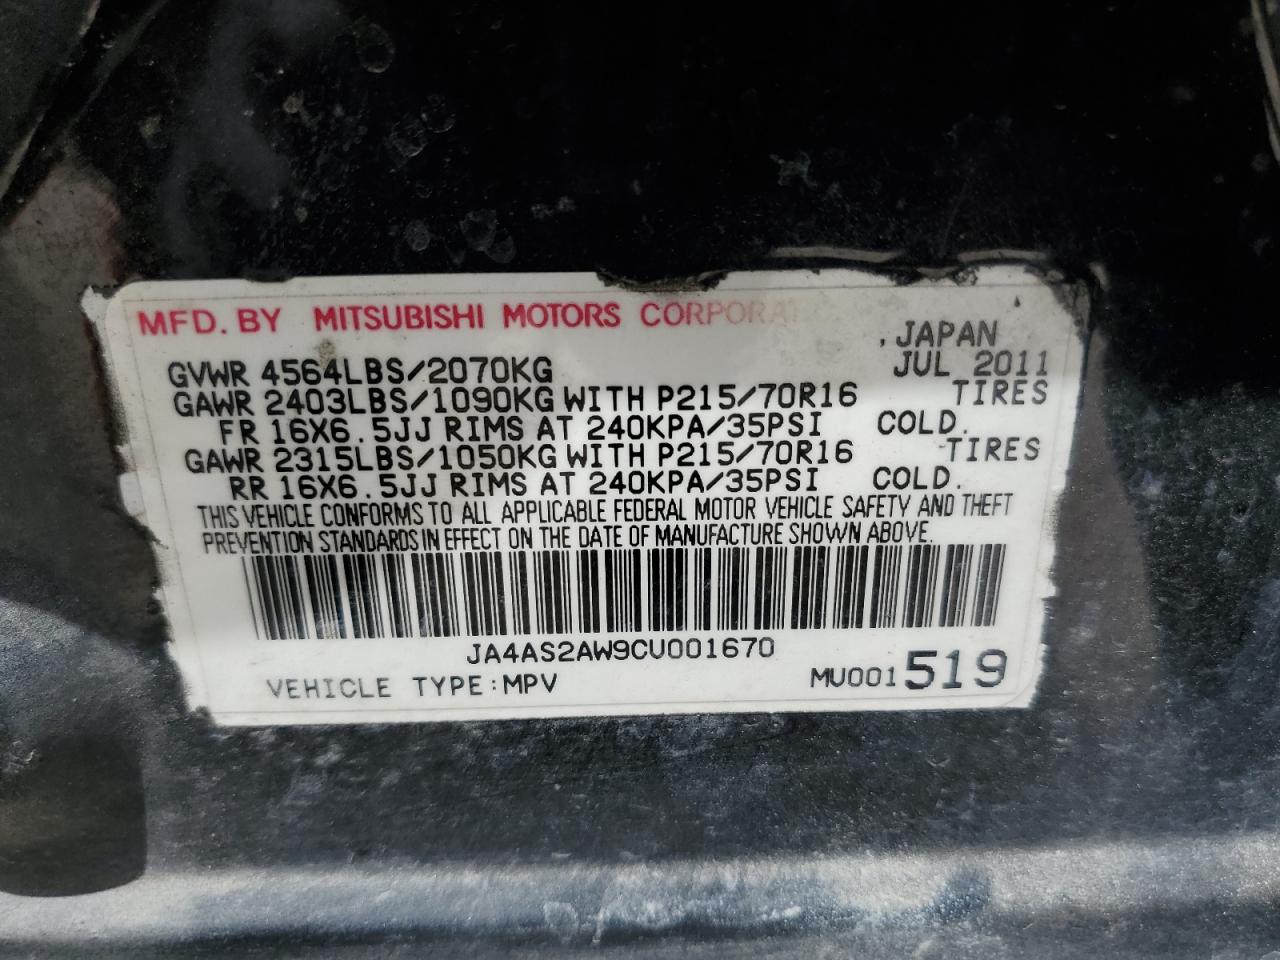 MFD. BY MITSUBISHI MOTORS CORPORA
, JAPAN
GVWR 4564LBS/2070KG JUL 2011
GAWR 2403LBS/1090KG WITH P215/70R16 TIRES
FR 16X6.5JJ RIMS AT 240KPA/35PSI COLD.
GAWR 2315LBS/1050KG WITH P215/70R16 TIRES
RR 16X6.5JJ RIMS AT 240KPA/35PSI COLD.
THIS VEHICLE CONFORMS TO ALL APPLICABLE FEDERAL MOTOR VEHICLE SAFETY AND THEFT
PREVENTION STANDARDS IN EFFECT ON THE DATE OF MANUFACTURE SHOWN ABOVE.
JA4AS2AW9CU001670
VEHICLE TYPE:MPV MU001519